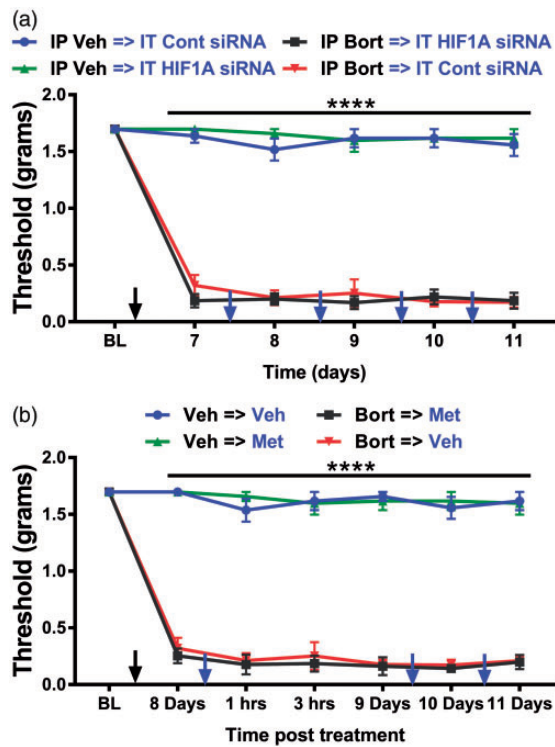 (a)
IP Veh => IT Cont siRNA IP Bort => IT HIF1A siRNA
IP Veh => IT HIF1A siRNA IP Bort => IT Cont siRNA
****
2.0
1.5
1.0
0.5
0.0
Threshold (grams)
BL 7 8 9 10 11
Time (days)
(b)
Veh => Veh Bort => Met
Veh => Met Bort => Veh
****
2.0
1.5
1.0
0.5
0.0
Threshold (grams)
BL 8 Days 1 hrs 3 hrs 9 Days 10 Days 11 Days
Time post treatment